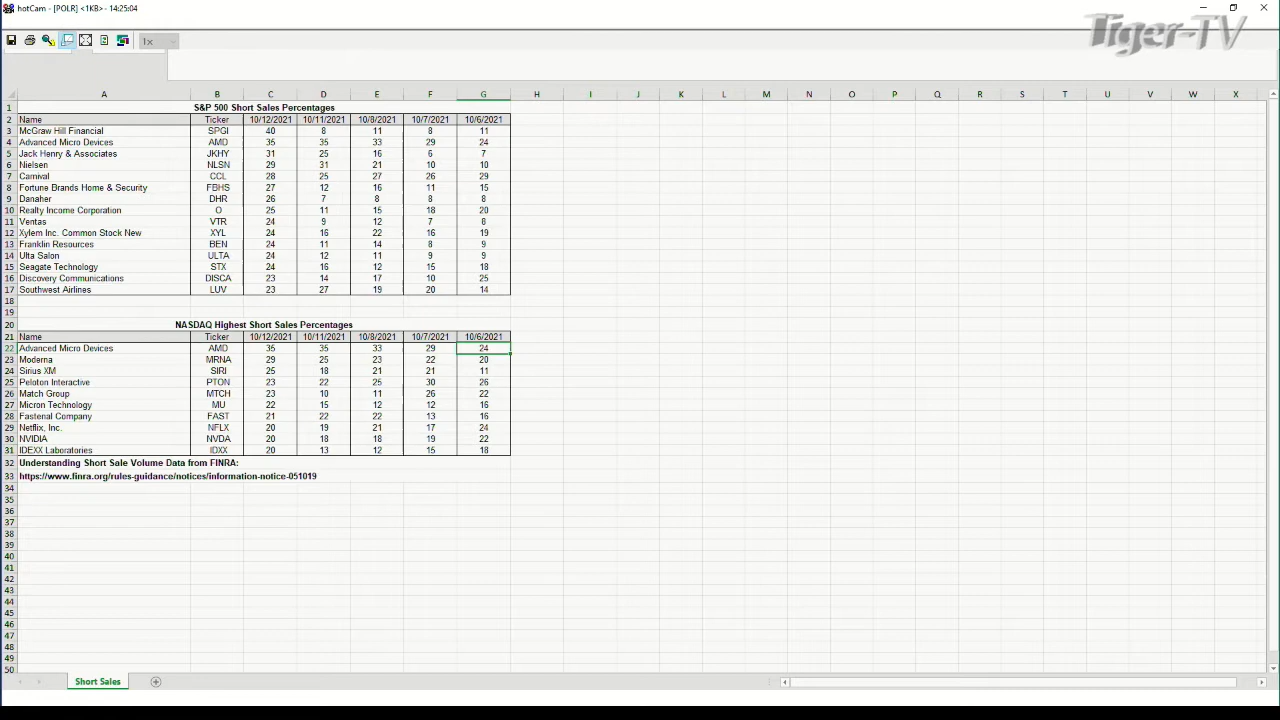 hotCam - [POLR] <1KB> - 14:25:04
Tiger-TV
1x
A B C D E F G H I J K L M N O P Q R S T U V W X
1 S&P 500 Short Sales Percentages
2 Name Ticker 10/12/2021 10/11/2021 10/8/2021 10/7/2021 10/6/2021
3 McGraw Hill Financial SPGI 40 8 11 8 11
4 Advanced Micro Devices AMD 35 35 33 29 24
5 Jack Henry & Associates JKHY 31 25 16 6 7
6 Nielsen NLSN 29 31 21 10 10
7 Carnival CCL 28 25 27 26 29
8 Fortune Brands Home & Security FBHS 27 12 16 11 15
9 Danaher DHR 26 7 8 8 8
10 Realty Income Corporation O 25 11 15 18 20
11 Ventas VTR 24 9 12 7 8
12 Xylem Inc. Common Stock New XYL 24 16 22 16 19
13 Franklin Resources BEN 24 11 14 8 9
14 Ulta Salon ULTA 24 12 11 9 9
15 Seagate Technology STX 24 16 12 15 18
16 Discovery Communications DISCA 23 14 17 10 25
17 Southwest Airlines LUV 23 27 19 20 14
18
19
20 NASDAQ Highest Short Sales Percentages
21 Name Ticker 10/12/2021 10/11/2021 10/8/2021 10/7/2021 10/6/2021
22 Advanced Micro Devices AMD 35 35 33 29 24
23 Moderna MRNA 29 25 23 22 20
24 Sirius XM SIRI 25 18 21 21 11
25 Peloton Interactive PTON 23 22 25 30 26
26 Match Group MTCH 23 10 11 26 22
27 Micron Technology MU 22 15 12 12 16
28 Fastenal Company FAST 21 22 22 13 16
29 Netflix, Inc. NFLX 20 19 21 17 24
30 NVIDIA NVDA 20 18 18 19 22
31 IDEXX Laboratories IDXX 20 13 12 15 18
32 Understanding Short Sale Volume Data from FINRA:
33 https://www.finra.org/rules-guidance/notices/information-notice-051019
34
35
36
37
38
39
40
41
42
43
44
45
46
47
48
49
50
Short Sales